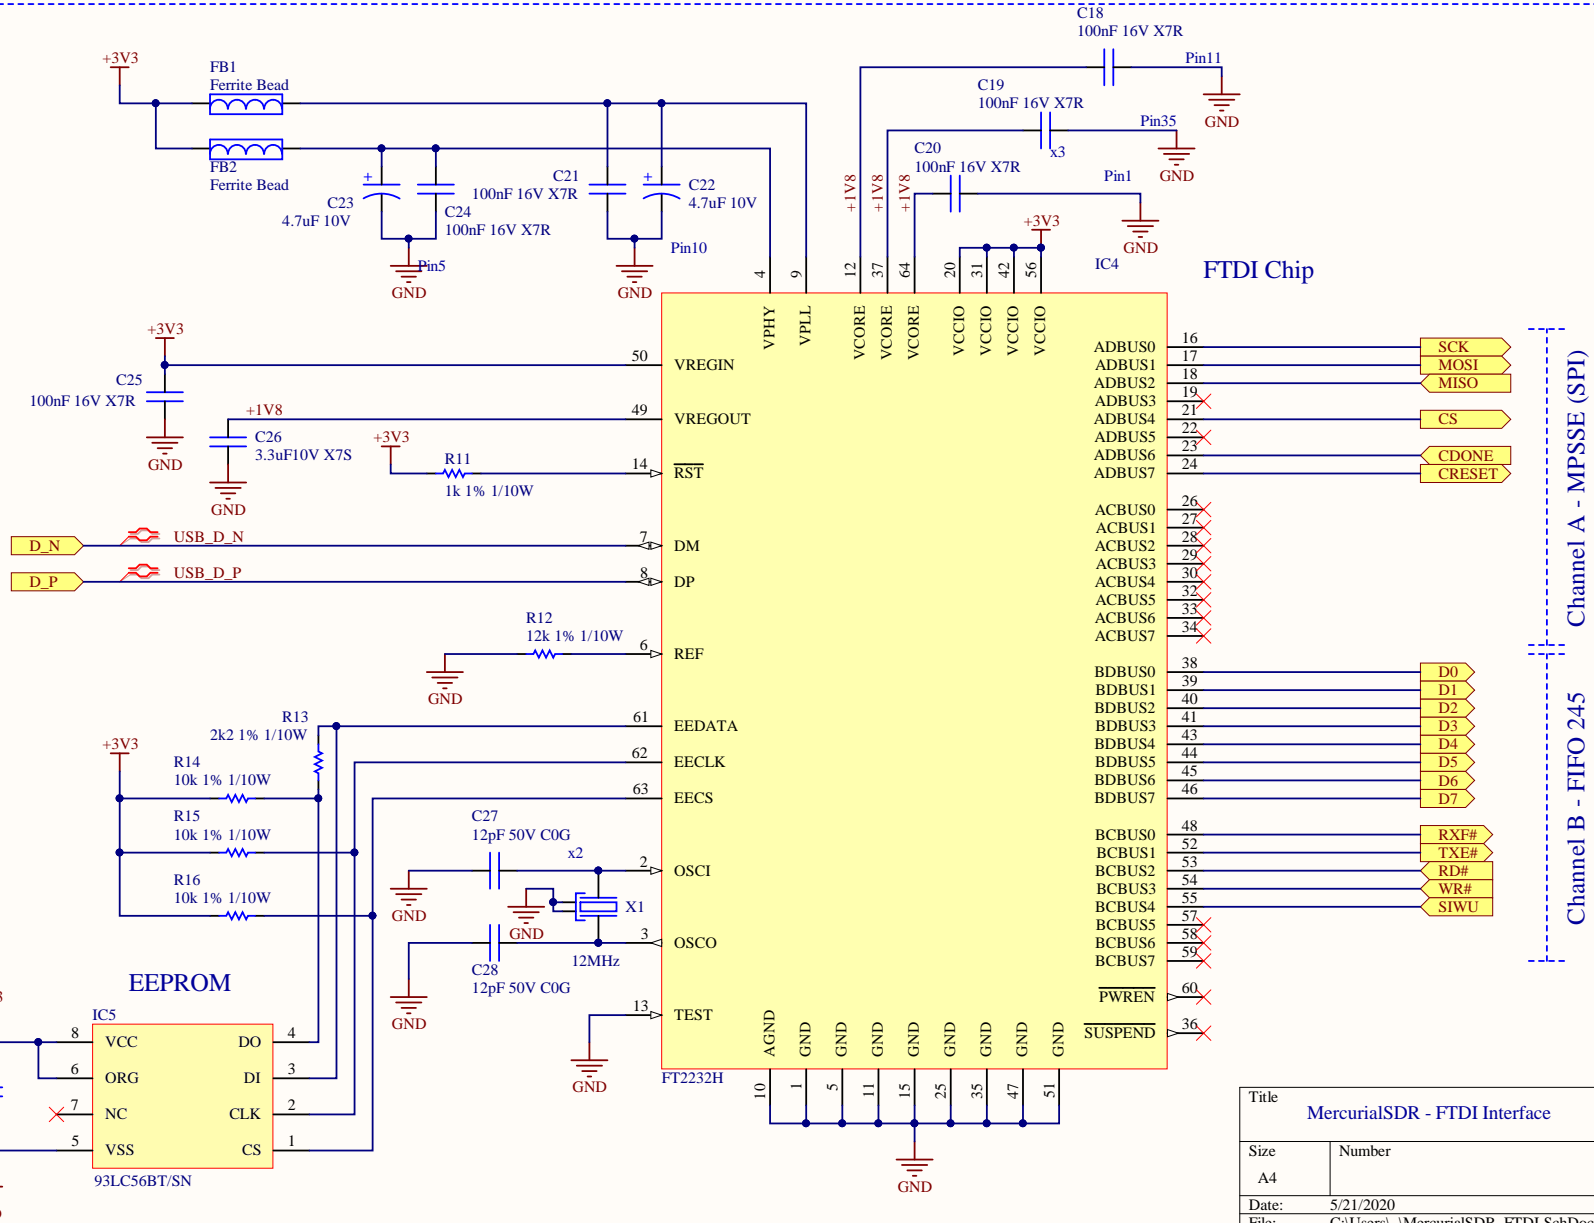 C18
100nF 16V X7R
Pin11
GND
C19
100nF 16V X7R
Pin35
x3
GND
C20
100nF 16V X7R
Pin1
GND
+1V8
+1V8
+1V8
+3V3
+3V3
FB1
Ferrite Bead
FB2
Ferrite Bead
+
C23
4.7uF 10V
C24
100nF 16V X7R
Pin5
GND
C21
100nF 16V X7R
+
C22
4.7uF 10V
Pin10
GND
IC4
FTDI Chip
4
9
12
37
64
20
31
42
56
VPHY
VPLL
VCORE
VCORE
VCORE
VCCIO
VCCIO
VCCIO
VCCIO
+3V3
50
VREGIN
C25
100nF 16V X7R
GND
+1V8
49
VREGOUT
C26
3.3uF10V X7S
GND
+3V3
R11
1k 1% 1/10W
14
RST
D_N
USB_D_N
7
DM
D_P
USB_D_P
8
DP
R12
12k 1% 1/10W
6
REF
GND
R13
2k2 1% 1/10W
61
EEDATA
+3V3
R14
10k 1% 1/10W
62
EECLK
63
EECS
R15
10k 1% 1/10W
R16
10k 1% 1/10W
C27
12pF 50V C0G
x2
2
OSCI
GND
X1
GND
3
OSCO
12MHz
C28
12pF 50V C0G
GND
13
TEST
GND
FT2232H
ADBUS0 16 SCK
ADBUS1 17 MOSI
ADBUS2 18 MISO
ADBUS3 19
ADBUS4 21 CS
ADBUS5 22
ADBUS6 23 CDONE
ADBUS7 24 CRESET
ACBUS0 26
ACBUS1 27
ACBUS2 28
ACBUS3 29
ACBUS4 30
ACBUS5 32
ACBUS6 33
ACBUS7 34
Channel A - MPSSE (SPI)
BDBUS0 38 D0
BDBUS1 39 D1
BDBUS2 40 D2
BDBUS3 41 D3
BDBUS4 43 D4
BDBUS5 44 D5
BDBUS6 45 D6
BDBUS7 46 D7
BCBUS0 48 RXF#
BCBUS1 52 TXE#
BCBUS2 53 RD#
BCBUS3 54 WR#
BCBUS4 55 SIWU
BCBUS5 57
BCBUS6 58
BCBUS7 59
Channel B - FIFO 245
PWREN 60
SUSPEND 36
AGND
GND
GND
GND
GND
GND
GND
GND
GND
10
1
5
11
15
25
35
47
51
GND
EEPROM
IC5
8 VCC DO 4
6 ORG DI 3
7 NC CLK 2
5 VSS CS 1
93LC56BT/SN
Title
MercurialSDR - FTDI Interface
Size
Number
A4
Date:
5/21/2020
File:
C:\Users\..\MercurialSDR_FTDI.SchDoc